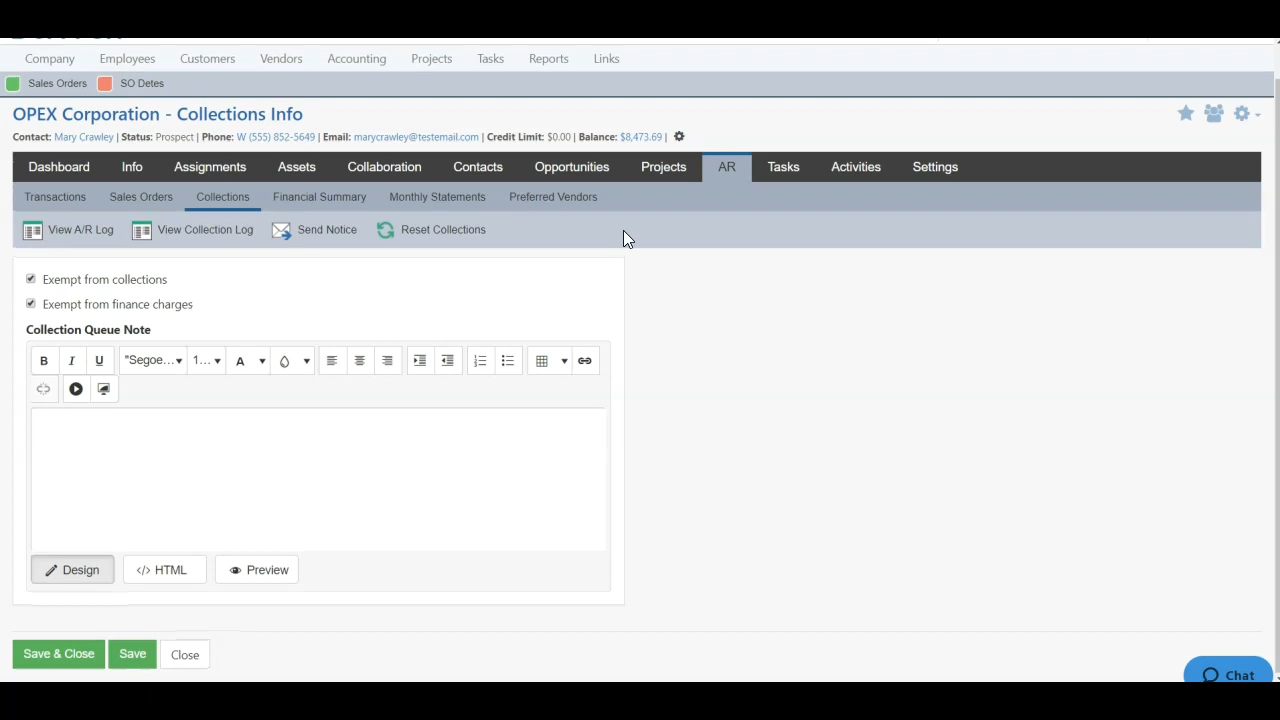 Company Employees Customers Vendors Accounting Projects Tasks Reports Links
Sales Orders SO Detes
OPEX Corporation - Collections Info
Contact: Mary Crawley | Status: Prospect | Phone: W (555) 852-5649 | Email: marycrawley@testemail.com | Credit Limit: $0.00 | Balance: $8,473.69 |
Dashboard Info Assignments Assets Collaboration Contacts Opportunities Projects AR Tasks Activities Settings
Transactions Sales Orders Collections Financial Summary Monthly Statements Preferred Vendors
View A/R Log View Collection Log Send Notice Reset Collections
Exempt from collections
Exempt from finance charges
Collection Queue Note
B I U "Segoe... 1... A
Design </> HTML Preview
Save & Close Save Close
Chat